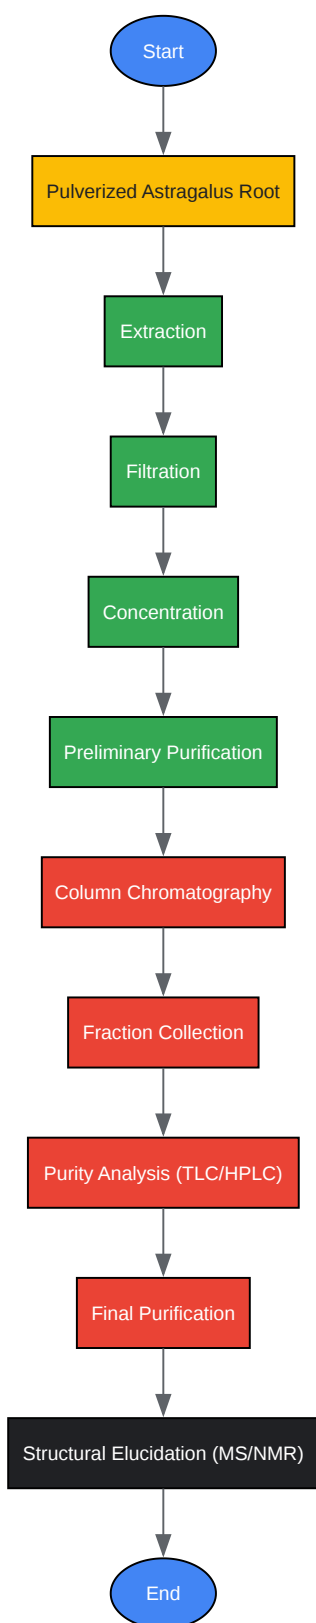 Start
Pulverized Astragalus Root
Extraction
Filtration
Concentration
Preliminary Purification
Column Chromatography
Fraction Collection
Purity Analysis (TLC/HPLC)
Final Purification
Structural Elucidation (MS/NMR)
End